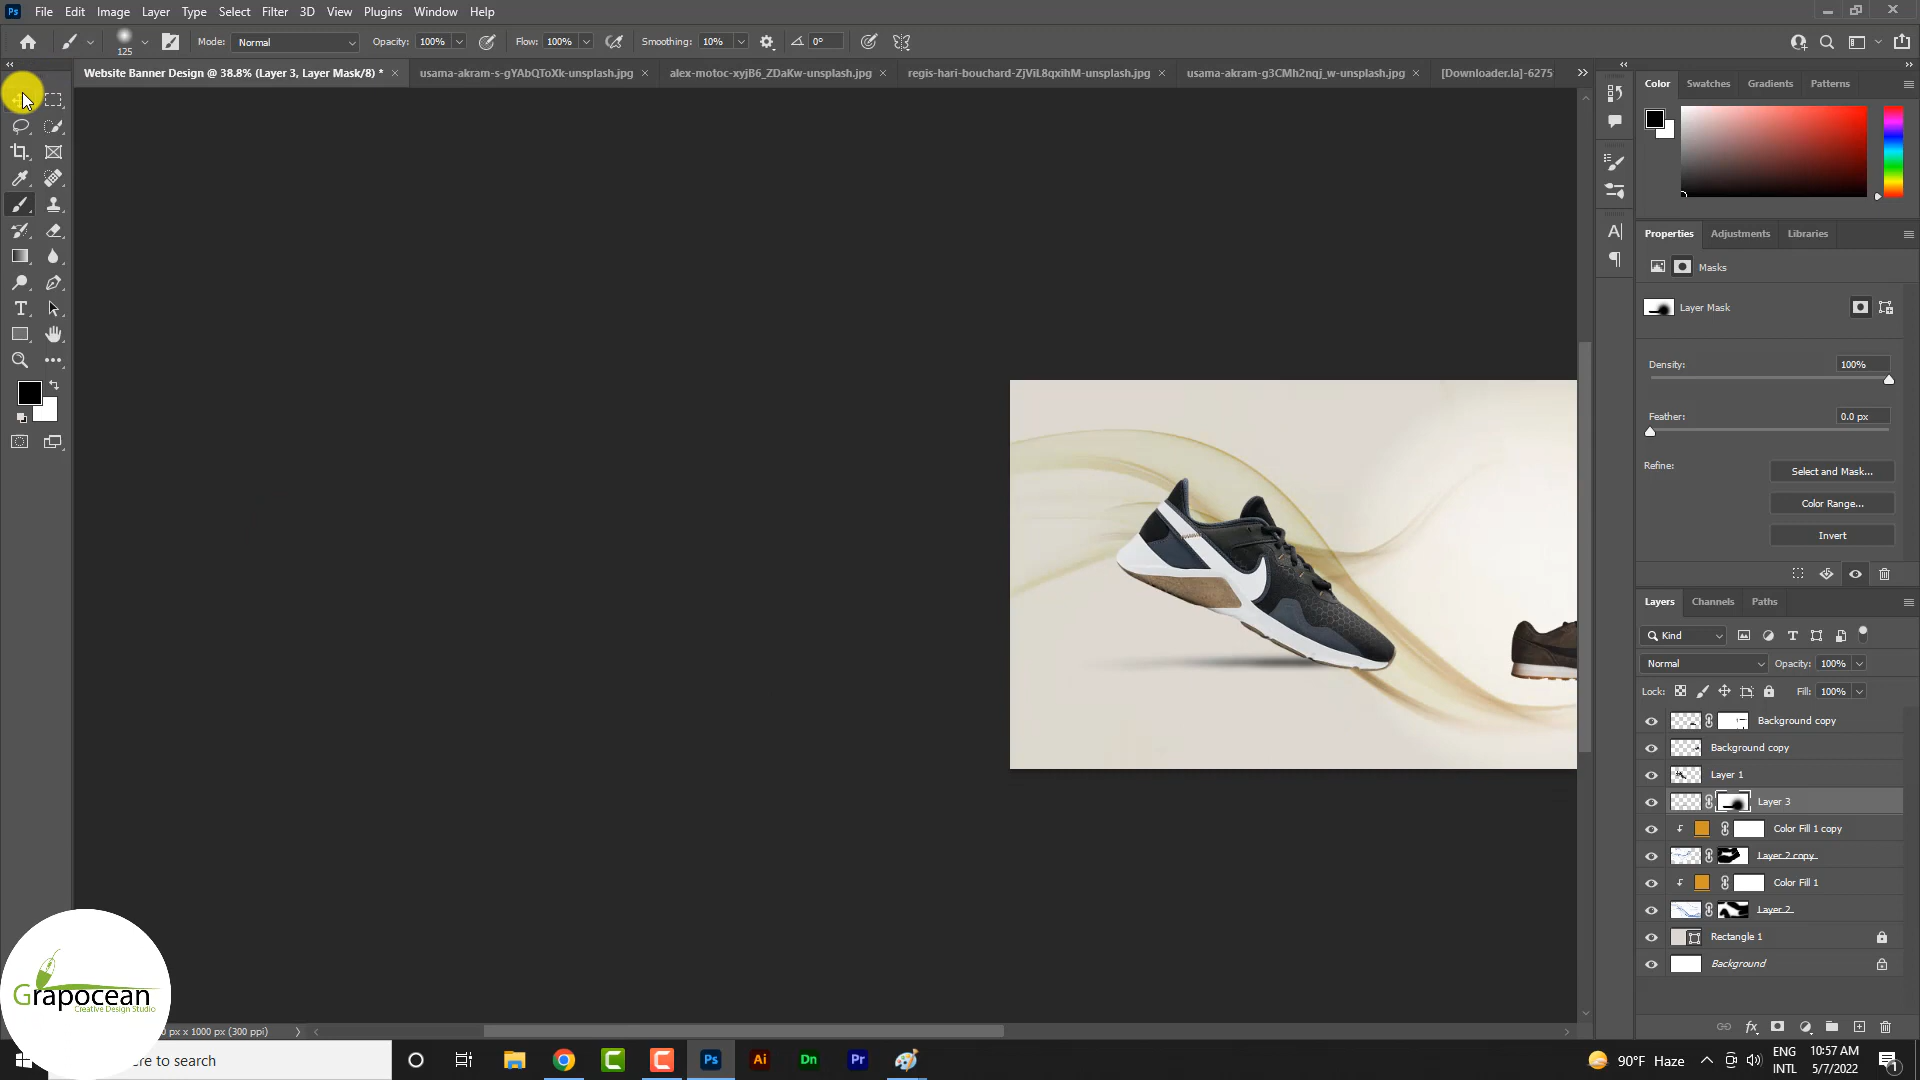 Ps File Edit Image Layer Type Select Filter 3D View Plugins Window Help
125 Mode: Normal Opacity: 100% Flow: 100% Smoothing: 10% 0°
Website Banner Design @ 38.8% (Layer 3, Layer Mask/8) * usama-akram-s-gYAbQToXk-unsplash.jpg alex-motoc-xyjB6_ZDaKw-unsplash.jpg regis-hari-bouchard-ZjViL8qxihM-unsplash.jpg usama-akram-g3CMh2nqj_w-unsplash.jpg [Downloader.la]-6275
Color Swatches Gradients Patterns
Properties Adjustments Libraries
Masks
Layer Mask
Density: 100%
Feather: 0.0 px
Refine: Select and Mask...
Color Range...
Invert
Layers Channels Paths
Kind
Normal Opacity: 100%
Lock: Fill: 100%
Background copy
Background copy
Layer 1
Layer 3
Color Fill 1 copy
Layer 2 copy
Color Fill 1
Layer 2
Rectangle 1
Background
Grapocean
Creative Design Studio
px x 1000 px (300 ppi)
ere to search
Ps Ai Dn Pr
90°F Haze
ENG
INTL
10:57 AM
5/7/2022
1